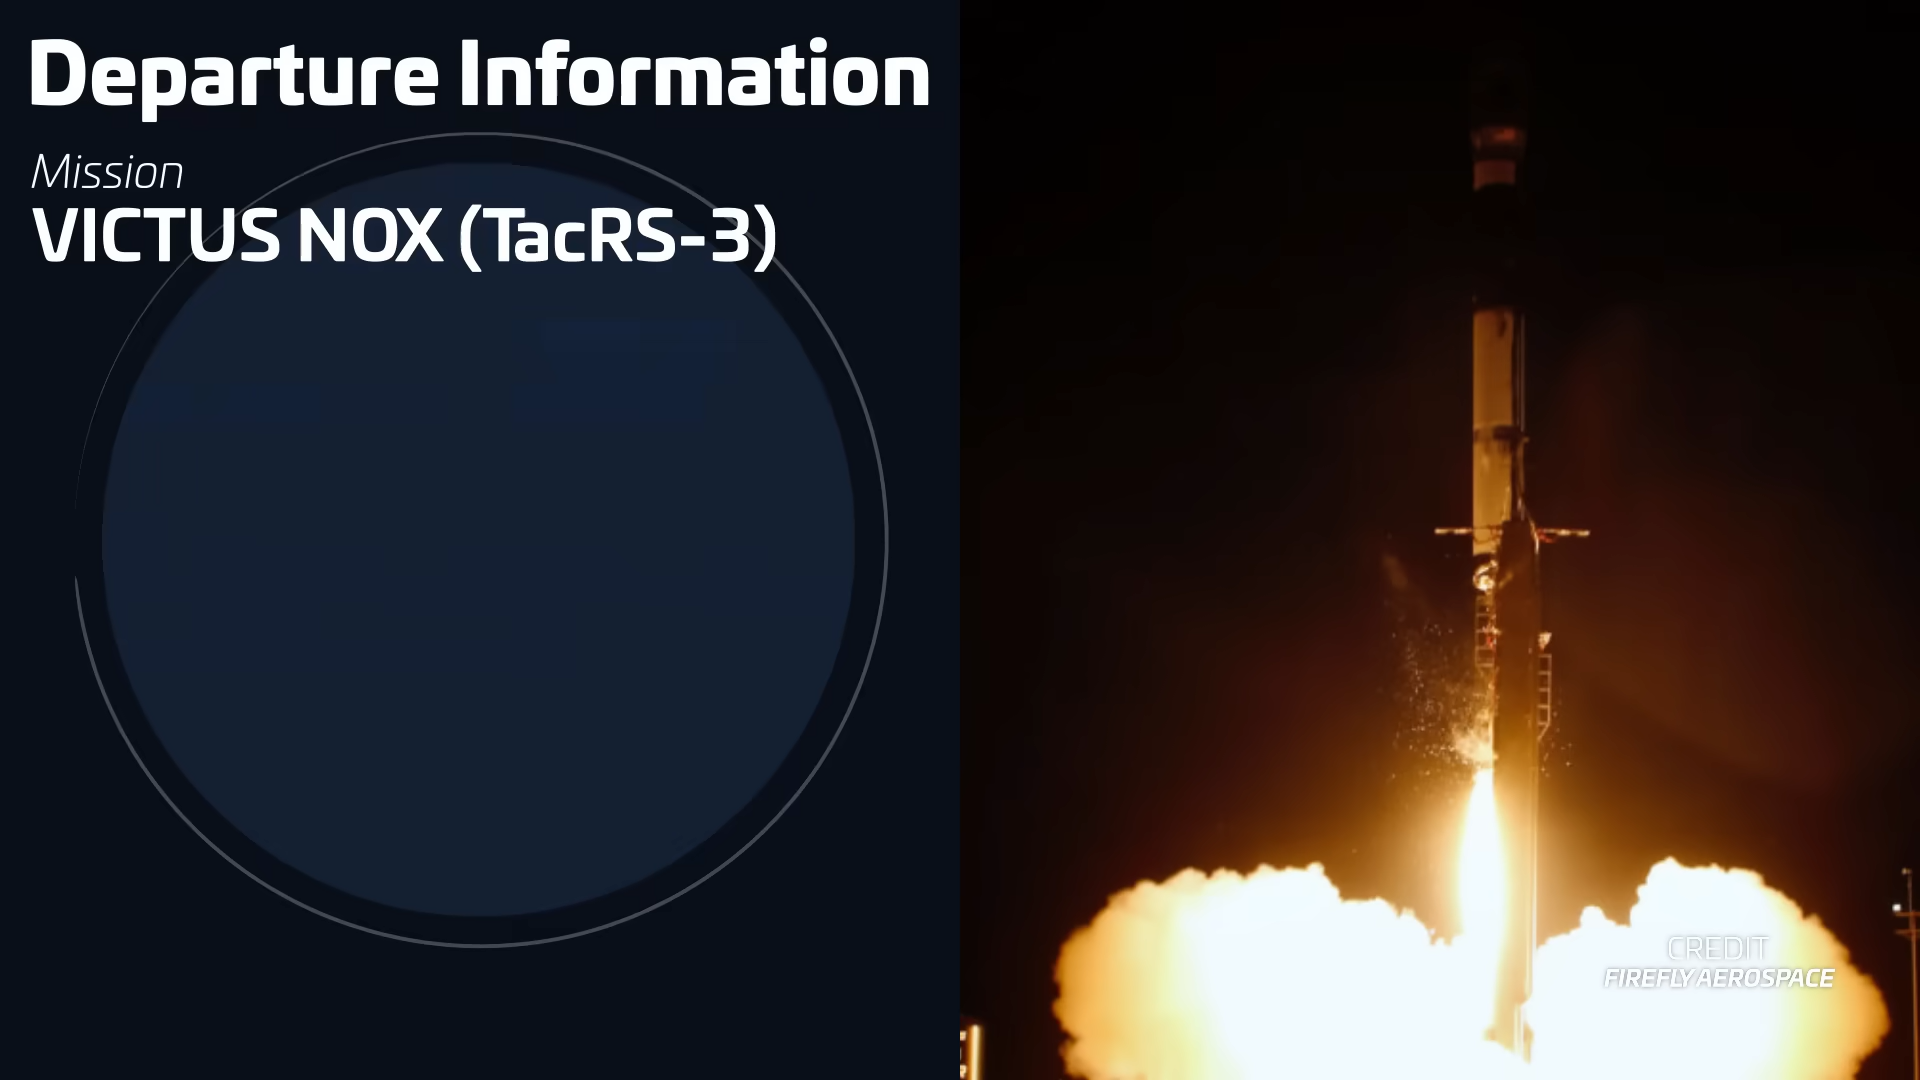 Departure Information
Mission
VICTUS NOX (TacRS-3)
CREDIT
FIREFLY AEROSPACE